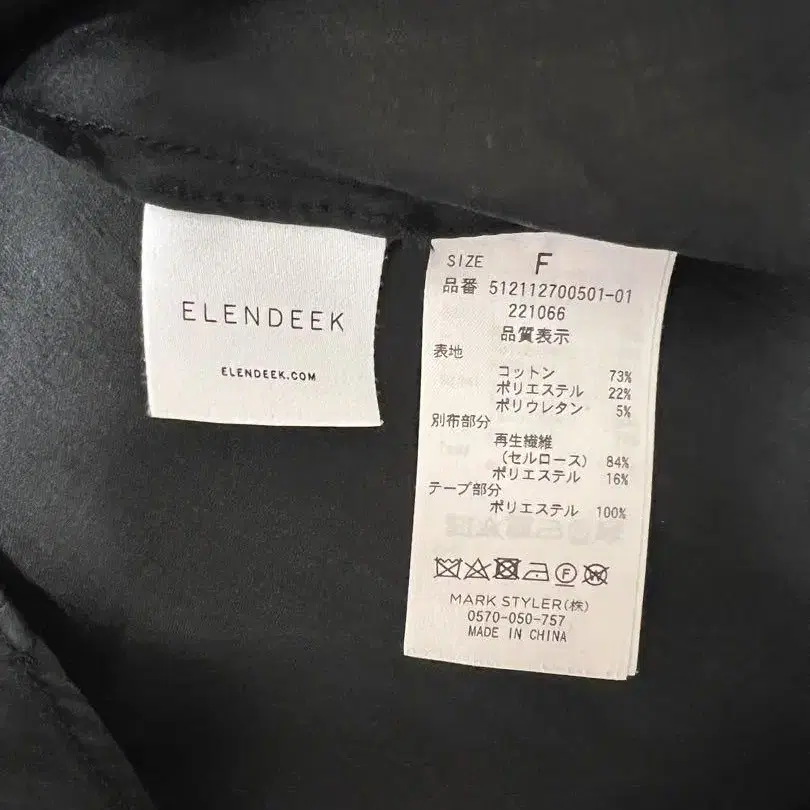 ELENDEEK
ELENDEEK.COM
SIZE F
品番 512112700501-01
221066
品質表示
表地
コットン 73%
ポリエステル 22%
ポリウレタン 5%
別布部分
再生繊維
(セルロース) 84%
ポリエステル 16%
テープ部分
ポリエステル 100%
F W
MARK STYLER(株)
0570-050-757
MADE IN CHINA